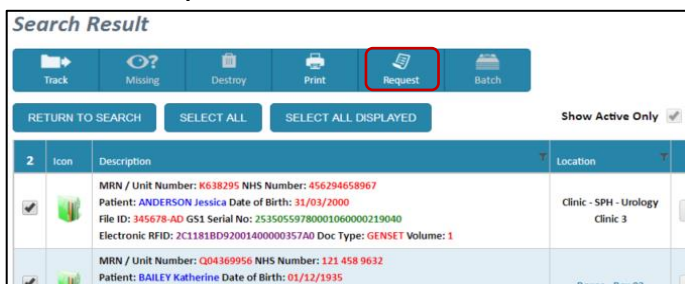 Search Result
Track Missing Destroy Print Request Batch
RETURN TO SEARCH SELECT ALL SELECT ALL DISPLAYED Show Active Only
2 Icon Description Location
MRN / Unit Number: K638295 NHS Number: 456294658967
Patient: ANDERSON Jessica Date of Birth: 31/03/2000
File ID: 345678-AD GS1 Serial No: 25350559780001060000219040
Electronic RFID: 2C1181BD92001400000357A0 Doc Type: GENSET Volume: 1
Clinic - SPH - Urology
Clinic 3
MRN / Unit Number: Q04369956 NHS Number: 121 458 9632
Patient: BAILEY Katherine Date of Birth: 01/12/1935